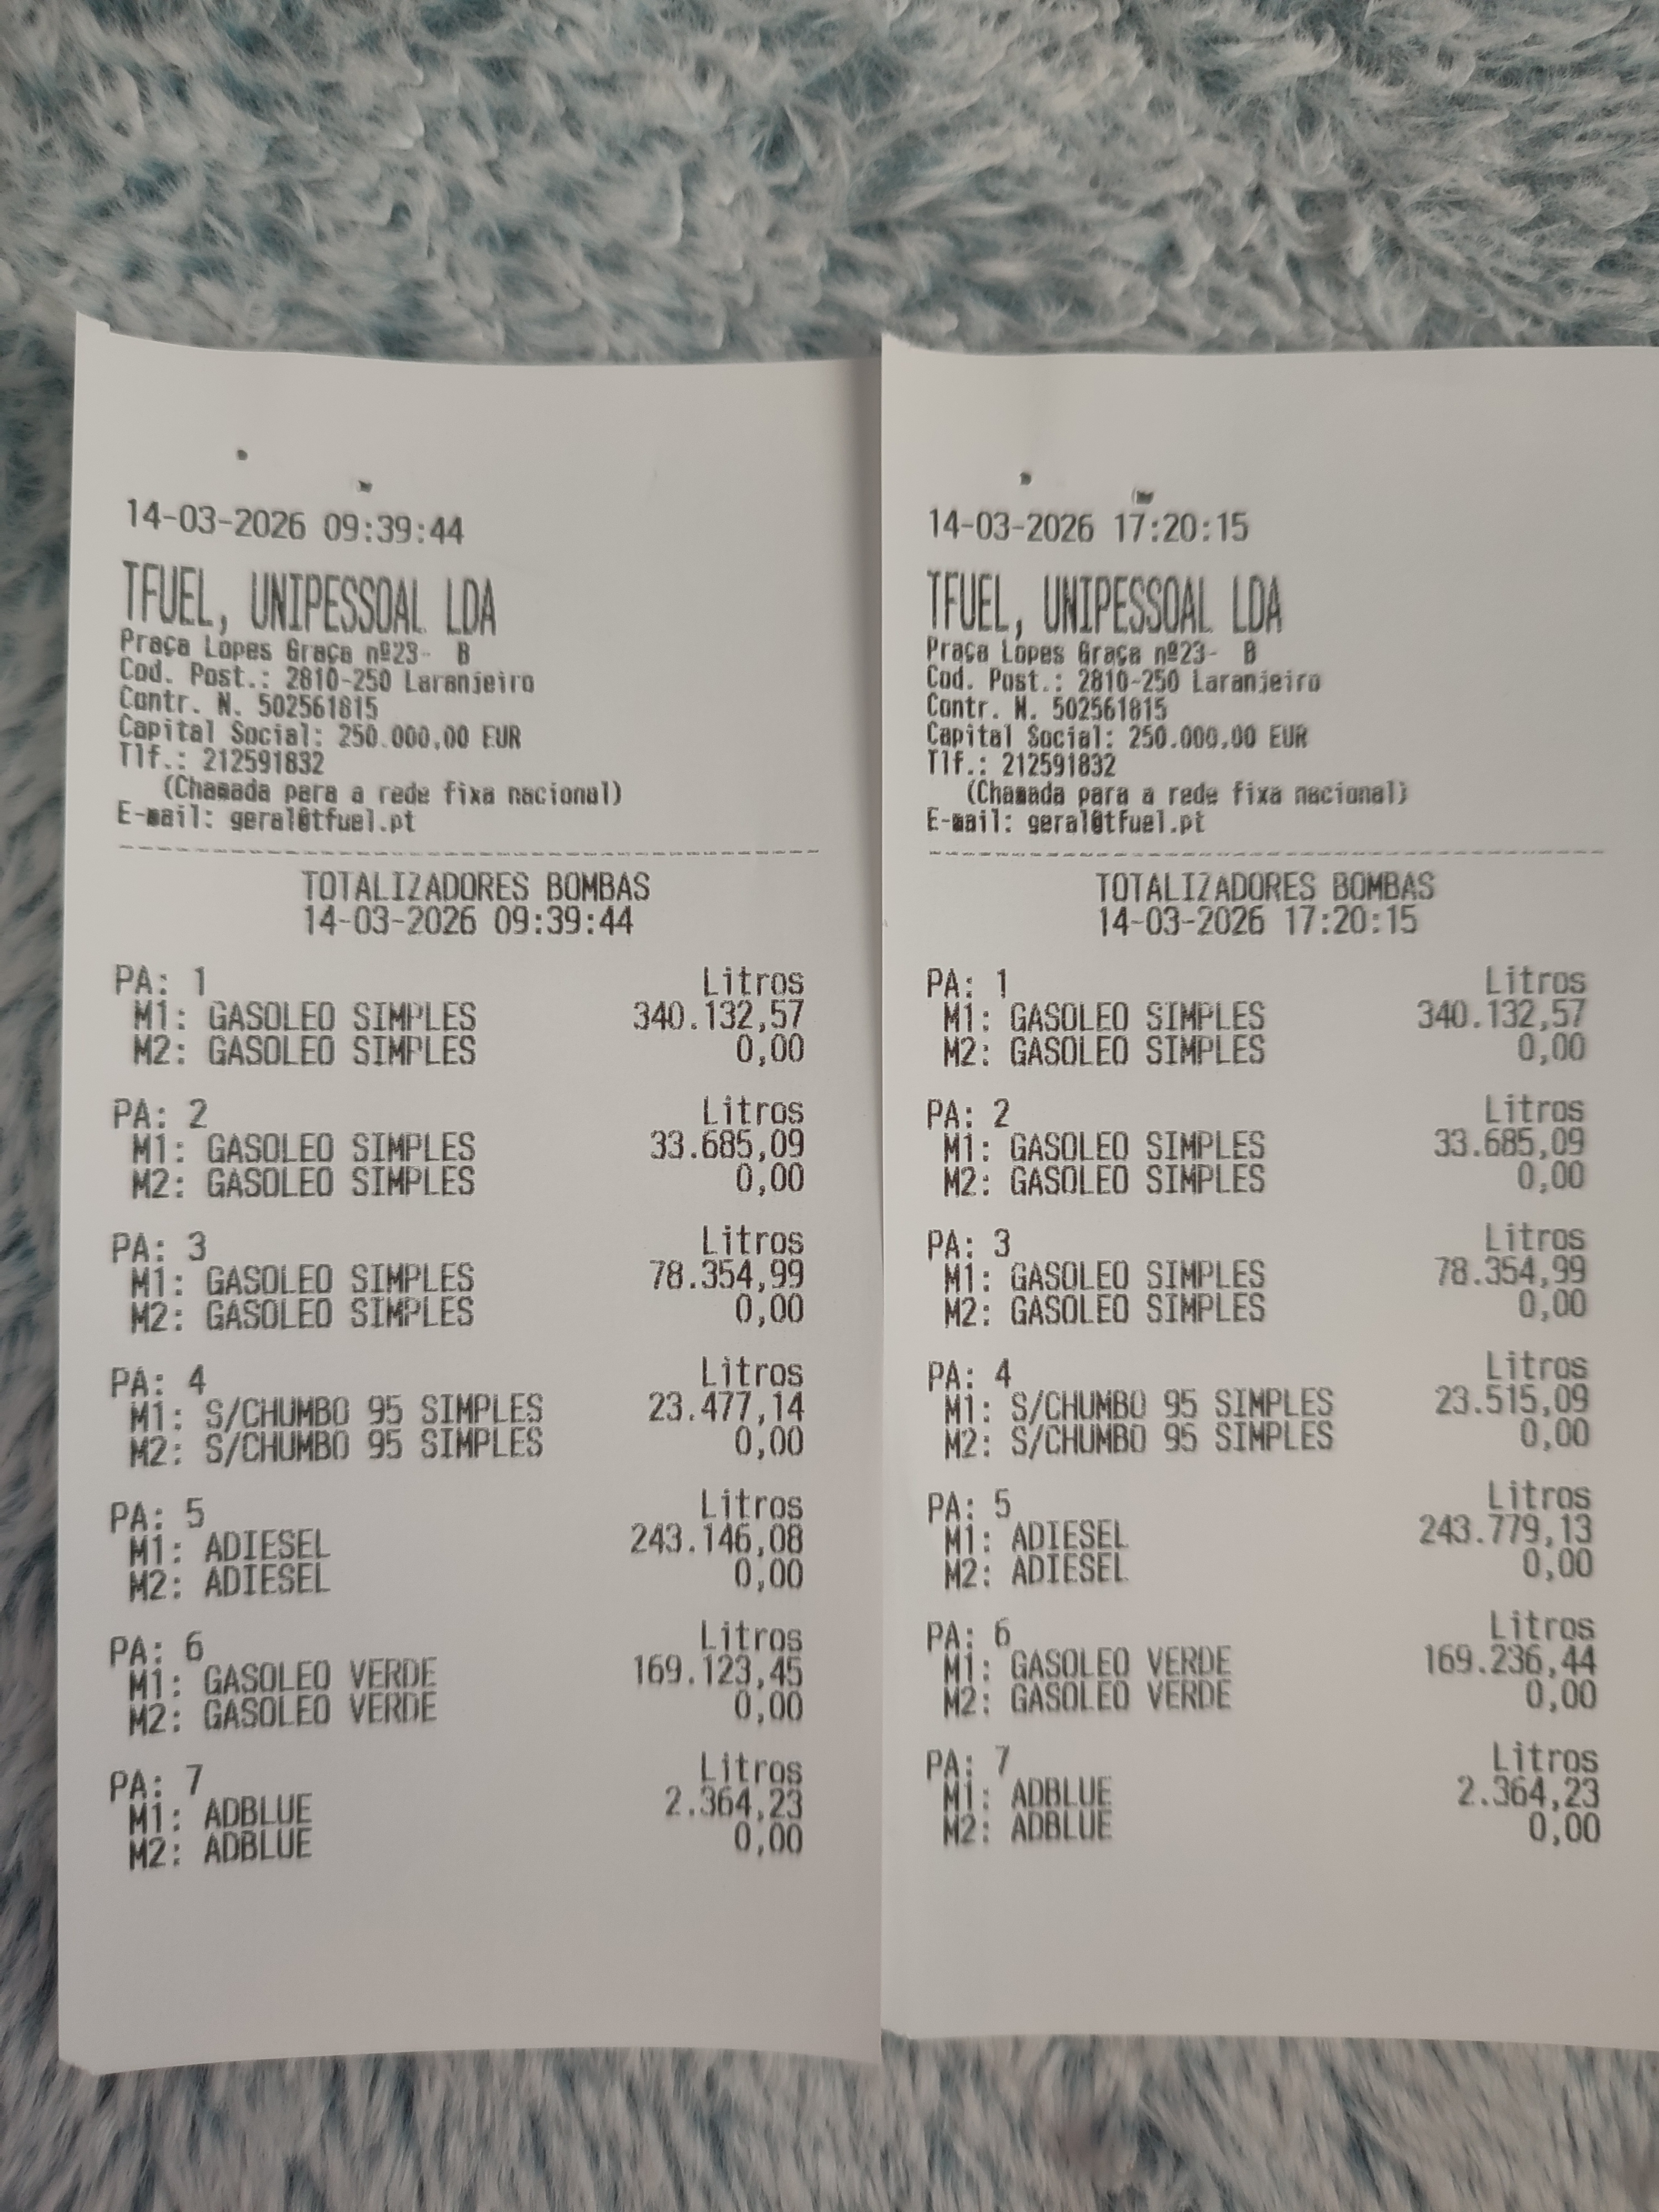 14-03-2026 09:39:44
TFUEL, UNIPESSOAL LDA
Praça Lopes Graça nº23- B
Cod. Post.: 2810-250 Laranjeiro
Contr. N. 502561815
Capital Social: 250.000,00 EUR
Tlf.: 212591832
(Chamada para a rede fixa nacional)
E-mail: geral@tfuel.pt
TOTALIZADORES BOMBAS
14-03-2026 09:39:44
PA: 1 Litros
M1: GASOLEO SIMPLES 340.132,57
M2: GASOLEO SIMPLES 0,00
PA: 2 Litros
M1: GASOLEO SIMPLES 33.685,09
M2: GASOLEO SIMPLES 0,00
PA: 3 Litros
M1: GASOLEO SIMPLES 78.354,99
M2: GASOLEO SIMPLES 0,00
PA: 4 Litros
M1: S/CHUMBO 95 SIMPLES 23.477,14
M2: S/CHUMBO 95 SIMPLES 0,00
PA: 5 Litros
M1: ADIESEL 243.146,08
M2: ADIESEL 0,00
PA: 6 Litros
M1: GASOLEO VERDE 169.123,45
M2: GASOLEO VERDE 0,00
PA: 7 Litros
M1: ADBLUE 2.364,23
M2: ADBLUE 0,00
14-03-2026 17:20:15
TFUEL, UNIPESSOAL LDA
Praça Lopes Graça nº23- B
Cod. Post.: 2810-250 Laranjeiro
Contr. N. 502561815
Capital Social: 250.000,00 EUR
Tlf.: 212591832
(Chamada para a rede fixa nacional)
E-mail: geral@tfuel.pt
TOTALIZADORES BOMBAS
14-03-2026 17:20:15
PA: 1 Litros
M1: GASOLEO SIMPLES 340.132,57
M2: GASOLEO SIMPLES 0,00
PA: 2 Litros
M1: GASOLEO SIMPLES 33.685,09
M2: GASOLEO SIMPLES 0,00
PA: 3 Litros
M1: GASOLEO SIMPLES 78.354,99
M2: GASOLEO SIMPLES 0,00
PA: 4 Litros
M1: S/CHUMBO 95 SIMPLES 23.515,09
M2: S/CHUMBO 95 SIMPLES 0,00
PA: 5 Litros
M1: ADIESEL 243.779,13
M2: ADIESEL 0,00
PA: 6 Litros
M1: GASOLEO VERDE 169.236,44
M2: GASOLEO VERDE 0,00
PA: 7 Litros
M1: ADBLUE 2.364,23
M2: ADBLUE 0,00